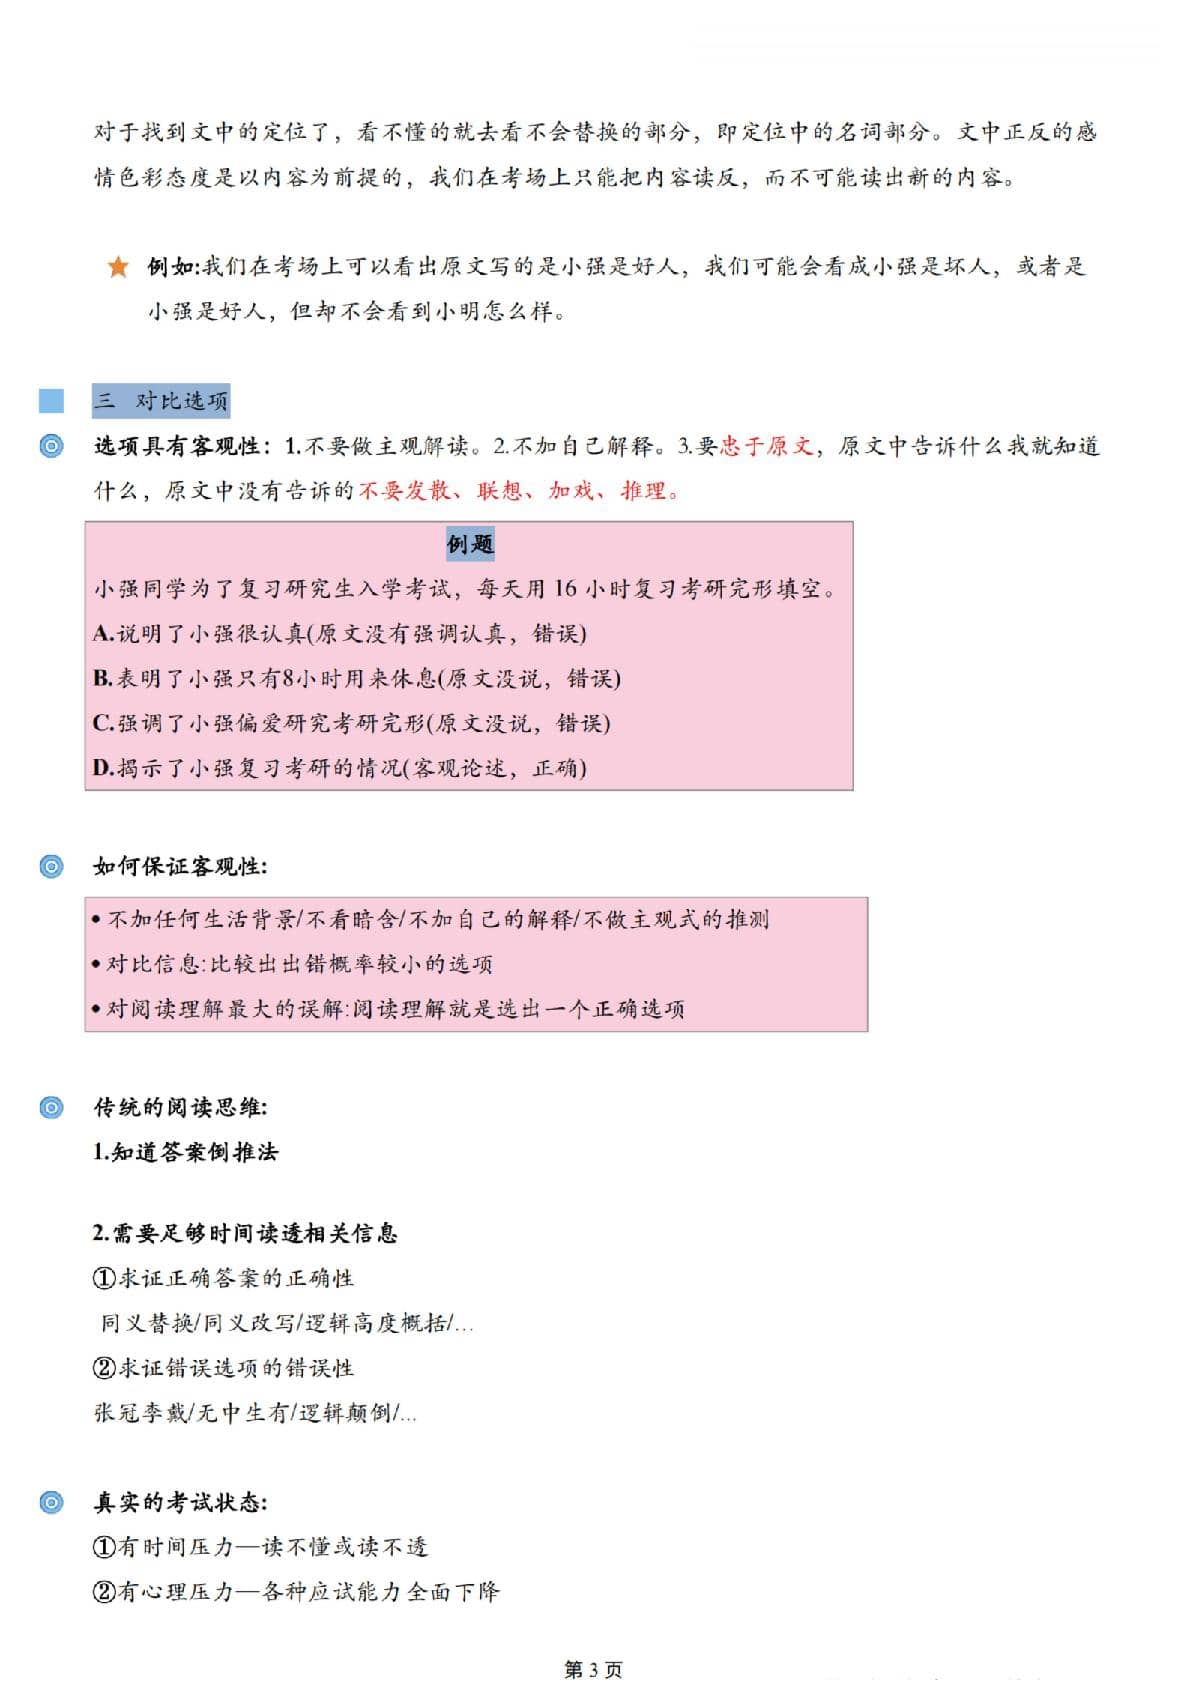 对于找到文中的定位了，看不懂的就去看不会替换的部分，即定位中的名词部分。文中正反的感
情色彩态度是以内容为前提的，我们在考场上只能把内容读反，而不可能读出新的内容。
例如:我们在考场上可以看出原文写的是小强是好人，我们可能会看成小强是坏人，或者是
小强是好人，但却不会看到小明怎么样。
三 对比选项
选项具有客观性：1.不要做主观解读。2.不加自己解释。3.要忠于原文，原文中告诉什么我就知道
什么，原文中没有告诉的不要发散、联想、加戏、推理。
例题
小强同学为了复习研究生入学考试，每天用 16 小时复习考研完形填空。
A.说明了小强很认真(原文没有强调认真，错误)
B.表明了小强只有8小时用来休息(原文没说，错误)
C.强调了小强偏爱研究考研完形(原文没说，错误)
D.揭示了小强复习考研的情况(客观论述，正确)
如何保证客观性:
•不加任何生活背景/不看暗含/不加自己的解释/不做主观式的推测
•对比信息:比较出出错概率较小的选项
•对阅读理解最大的误解:阅读理解就是选出一个正确选项
传统的阅读思维:
1.知道答案倒推法
2.需要足够时间读透相关信息
①求证正确答案的正确性
同义替换/同义改写/逻辑高度概括/...
②求证错误选项的错误性
张冠李戴/无中生有/逻辑颠倒/...
真实的考试状态:
①有时间压力—读不懂或读不透
②有心理压力—各种应试能力全面下降
第 3 页